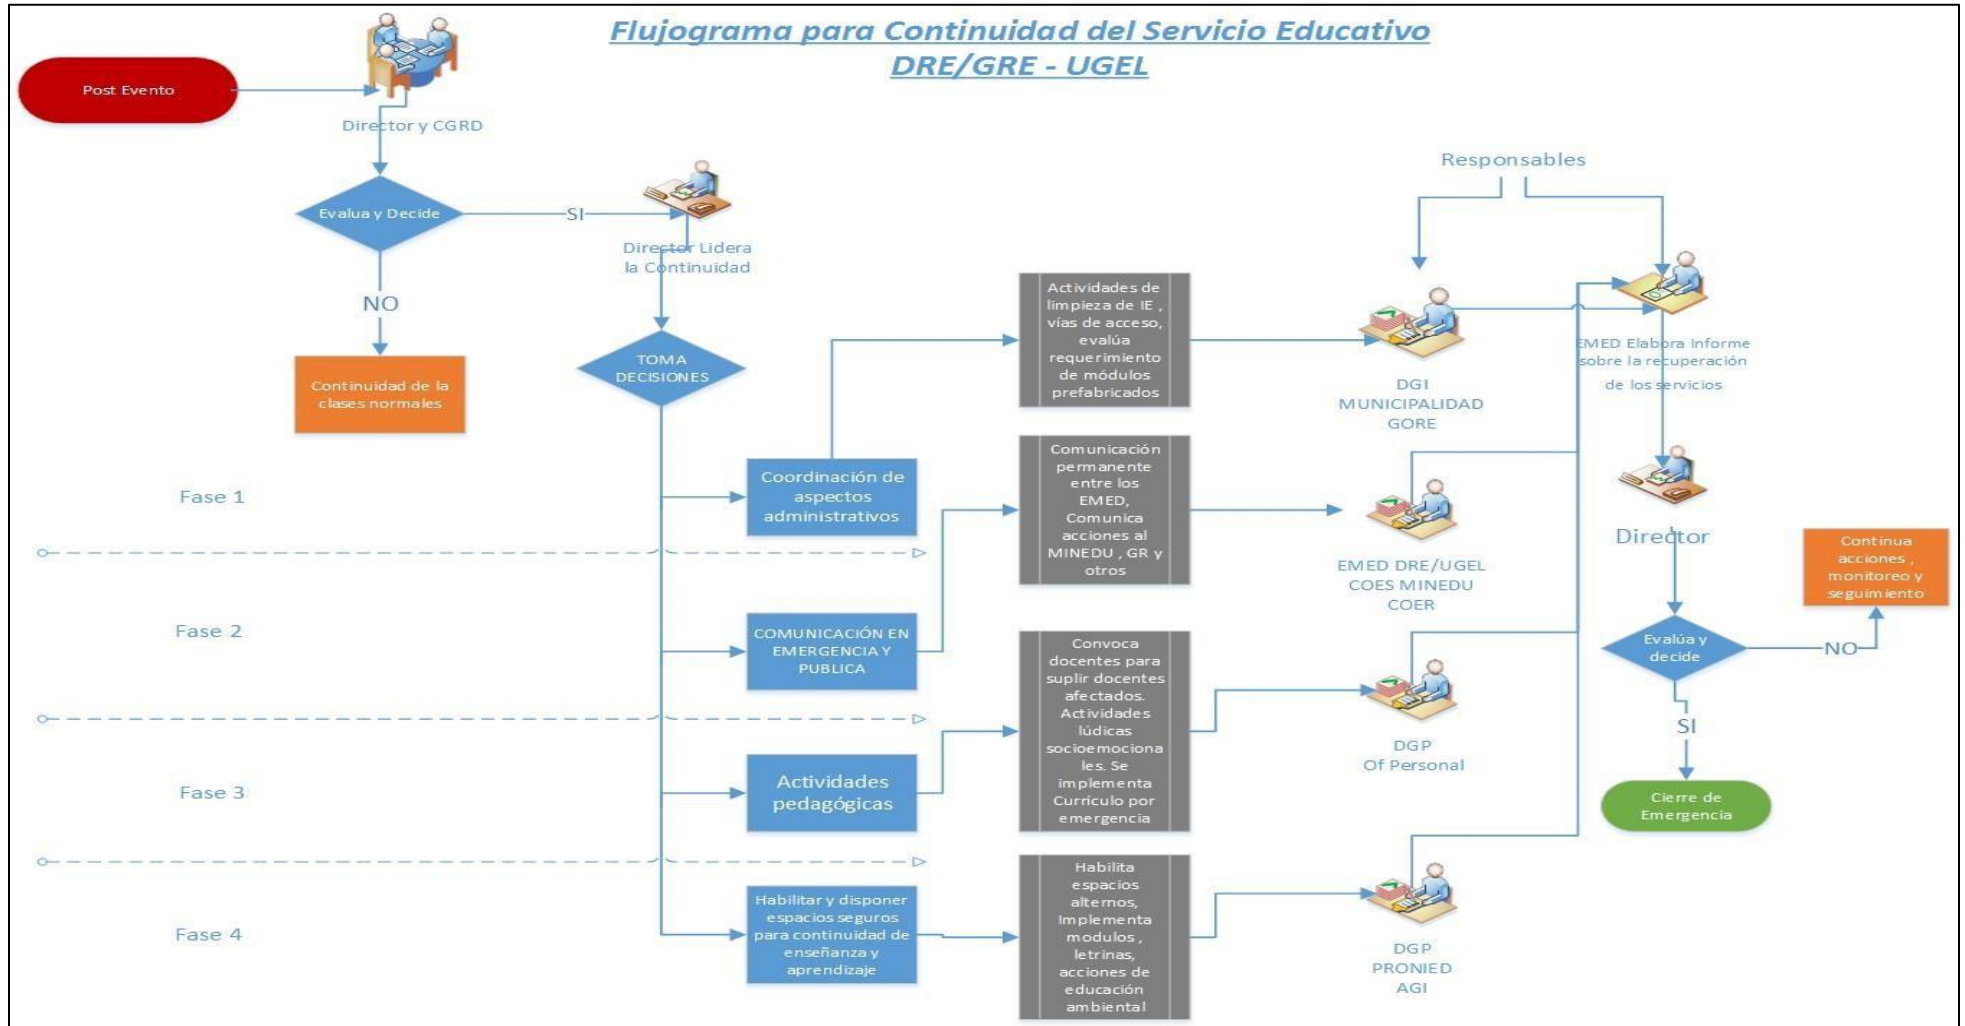 Flujograma para Continuidad del Servicio Educativo
DRE/GRE - UGEL
Post Evento
Director y CGRD
Evalua y Decide
SI
Director Lidera
la Continuidad
NO
Continuidad de la
clases normales
TOMA
DECISIONES
Responsables
Fase 1
Coordinación de
aspectos
administrativos
Actividades de
limpieza de IE ,
vías de acceso,
evalúa
requerimiento
de módulos
prefabricados
DGI
MUNICIPALIDAD
GORE
EMED Elabora Informe
sobre la recuperación
de los servicios
Fase 2
COMUNICACIÓN EN
EMERGENCIA Y
PUBLICA
Comunicación
permanente
entre los
EMED,
Comunica
acciones al
MINEDU , GR y
otros
EMED DRE/UGEL
COES MINEDU
COER
Director
Continua
acciones ,
monitoreo y
seguimiento
Evalúa y
decide
NO
SI
Cierre de
Emergencia
Fase 3
Actividades
pedagógicas
Convoca
docentes para
suplir docentes
afectados.
Actividades
lúdicas
socioemociona
les. Se
implementa
Currículo por
emergencia
DGP
Of Personal
Fase 4
Habilitar y disponer
espacios seguros
para continuidad de
enseñanza y
aprendizaje
Habilita
espacios
alternos,
Implementa
modulos ,
letrinas,
acciones de
educación
ambiental
DGP
PRONIED
AGI